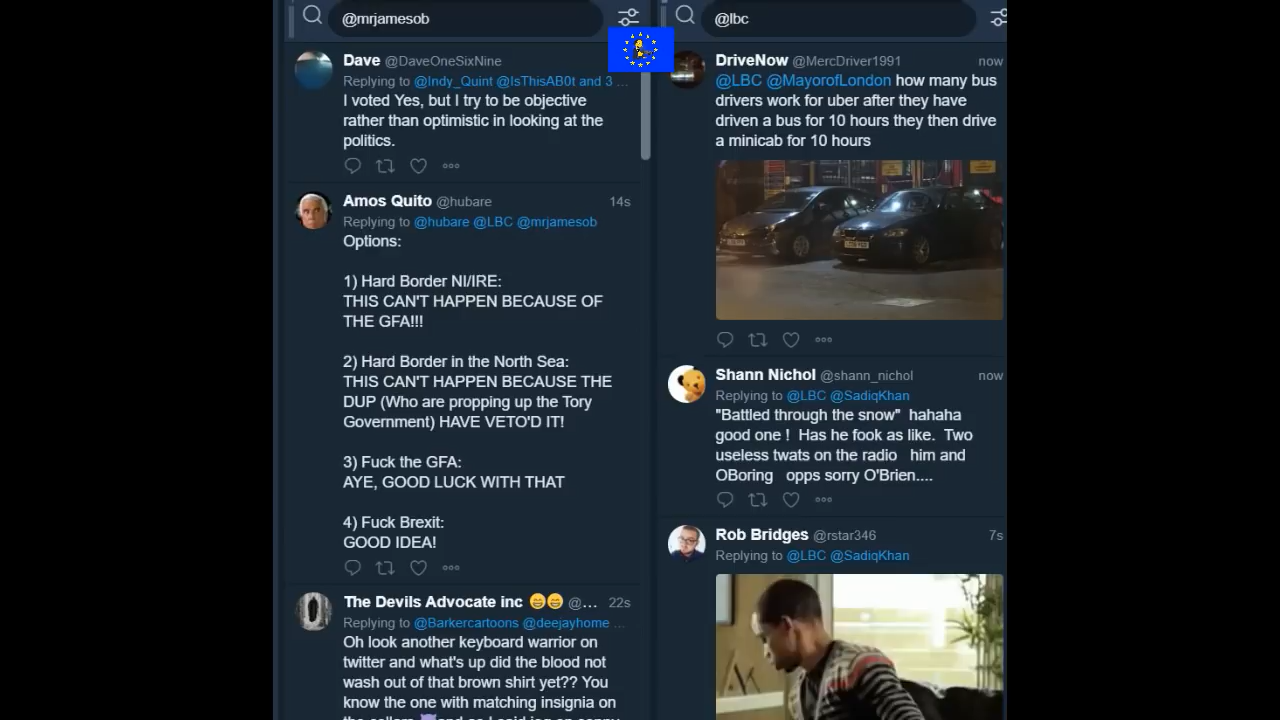 @mrjamesob
Dave @DaveOneSixNine
Replying to @Indy_Quint @IsThisAB0t and 3 ...
I voted Yes, but I try to be objective
rather than optimistic in looking at the
politics.
Amos Quito @hubare 14s
Replying to @hubare @LBC @mrjamesob
Options:
1) Hard Border NI/IRE:
THIS CAN'T HAPPEN BECAUSE OF
THE GFA!!!
2) Hard Border in the North Sea:
THIS CAN'T HAPPEN BECAUSE THE
DUP (Who are propping up the Tory
Government) HAVE VETO'D IT!
3) Fuck the GFA:
AYE, GOOD LUCK WITH THAT
4) Fuck Brexit:
GOOD IDEA!
The Devils Advocate inc 😁😁 @... 22s
Replying to @Barkercartoons @deejayhome ...
Oh look another keyboard warrior on
twitter and what's up did the blood not
wash out of that brown shirt yet?? You
know the one with matching insignia on
@lbc
DriveNow @MercDriver1991 now
@LBC @MayorofLondon how many bus
drivers work for uber after they have
driven a bus for 10 hours they then drive
a minicab for 10 hours
Shann Nichol @shann_nichol now
Replying to @LBC @SadiqKhan
"Battled through the snow" hahaha
good one ! Has he fook as like. Two
useless twats on the radio him and
OBoring opps sorry O'Brien....
Rob Bridges @rstar346 7s
Replying to @LBC @SadiqKhan